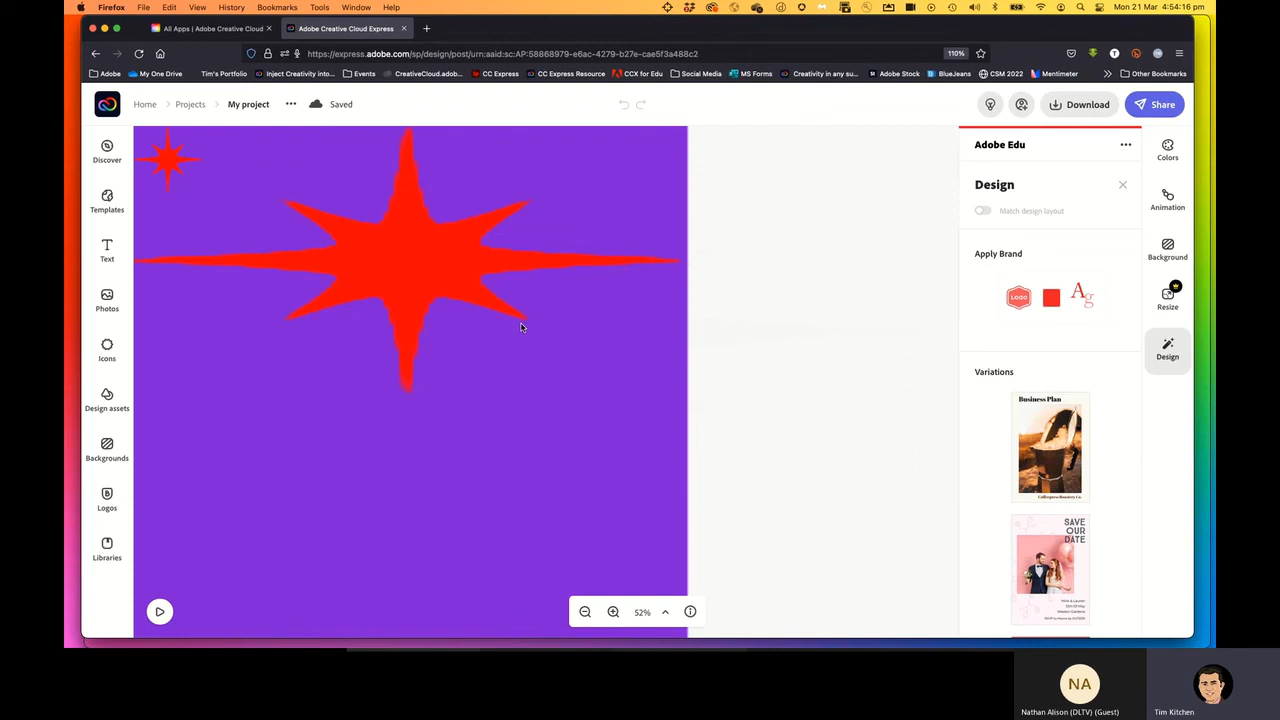 Firefox File Edit View History Bookmarks Tools Window Help Mon 21 Mar 4:54:16 pm
All Apps | Adobe Creative Cloud
Adobe Creative Cloud Express
https://express.adobe.com/sp/design/post/urn:aaid:sc:AP:58868979-e6ac-4279-b27e-cae5f3a488c2
110%
Adobe My One Drive Tim's Portfolio Inject Creativity into... Events CreativeCloud.adob... CC Express CC Express Resource CCX for Edu Social Media MS Forms Creativity in any su... Adobe Stock BlueJeans CSM 2022 Mentimeter Other Bookmarks
Home Projects My project Saved
Download Share
Discover
Templates
Text
Photos
Icons
Design assets
Backgrounds
Logos
Libraries
52%
Adobe Edu
Design
Match design layout
Apply Brand
LOGO
Ag
Variations
Business Plan
SAVE
OUR
DATE
Colors
Animation
Background
Resize
Design
NA
Nathan Alison (DLTV) (Guest)
Tim Kitchen